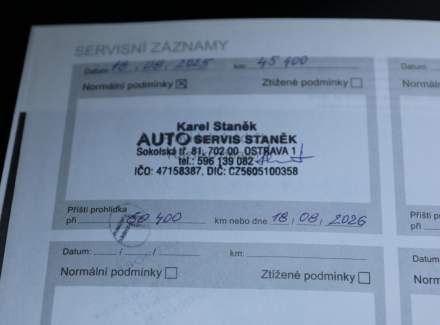 SERVISNÍ ZÁZNAMY
Datum: 18 / 08 / 2025 km: 45 400
Normální podmínky ☒ Ztížené podmínky ☐
Karel Staněk
AUTO SERVIS STANĚK
Sokolská tř. 81, 702 00 OSTRAVA 1
tel.: 596 139 082
IČO: 47158387, DIČ: CZ5605100358
Příští prohlídka
při 60 400 km nebo dne 18 / 08 / 2026
Datum: / / km:
Normální podmínky ☐ Ztížené podmínky ☐
Datum:
Normální
Příští pro
při
Datum
Norm